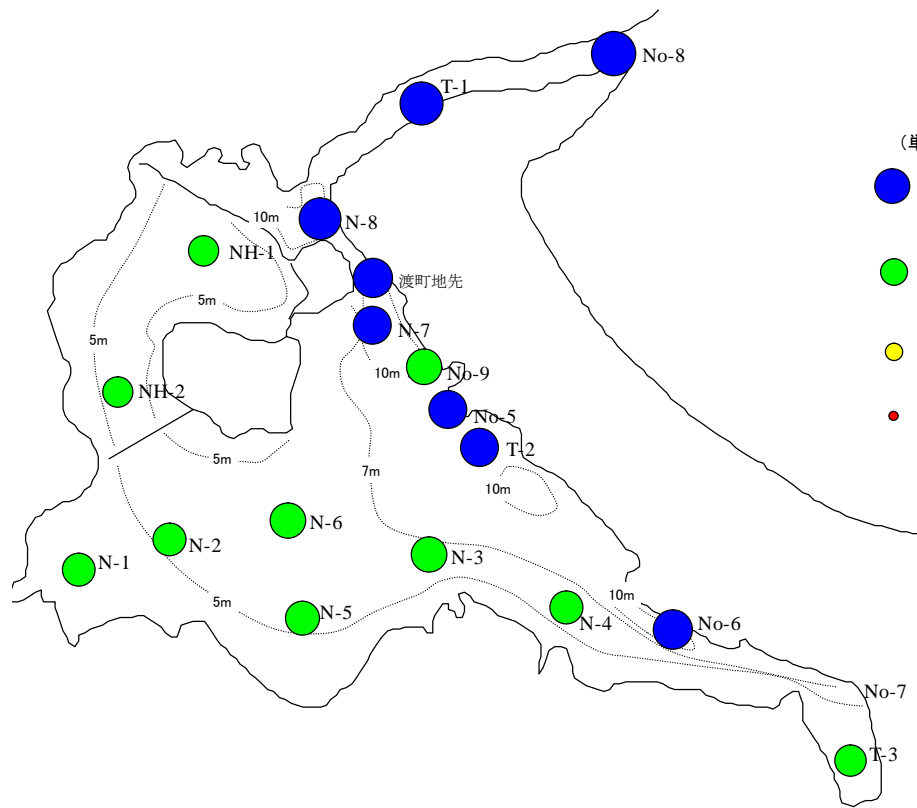 No-8
T-1
（単
10m
N-8
NH-1
渡町地先
5m
N-7
5m
10m
No-9
NH-2
No-5
T-2
5m
7m
10m
N-6
N-2
N-3
N-1
10m
5m
N-5
N-4
No-6
No-7
T-3